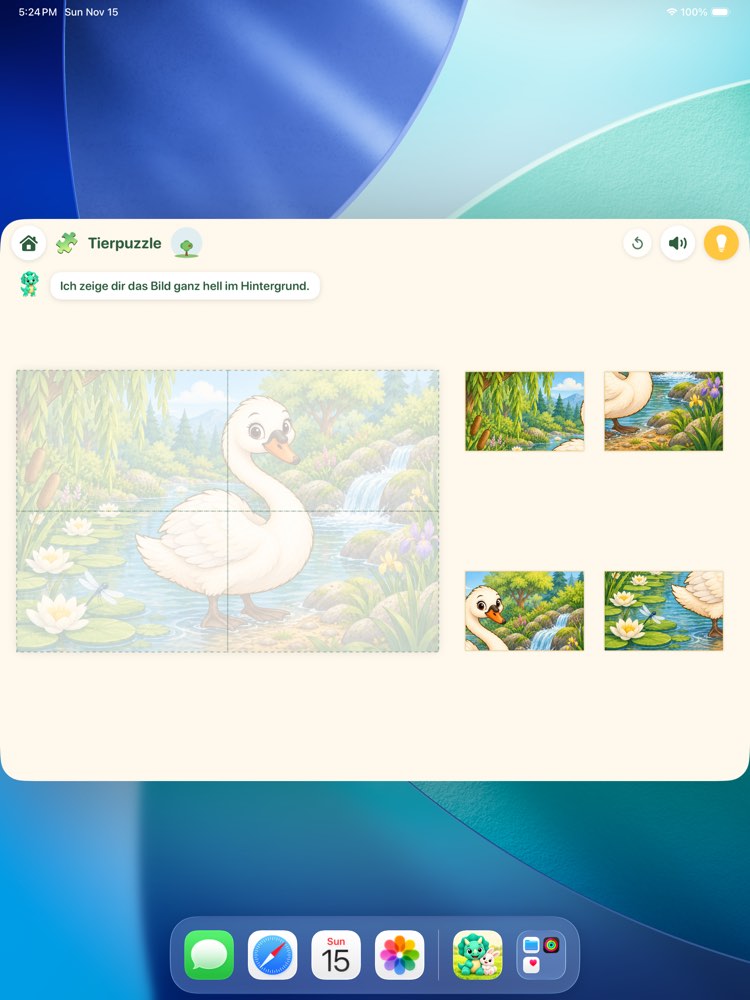 5:24 PM Sun Nov 15
100%
Tierpuzzle
Ich zeige dir das Bild ganz hell im Hintergrund.
Sun
15